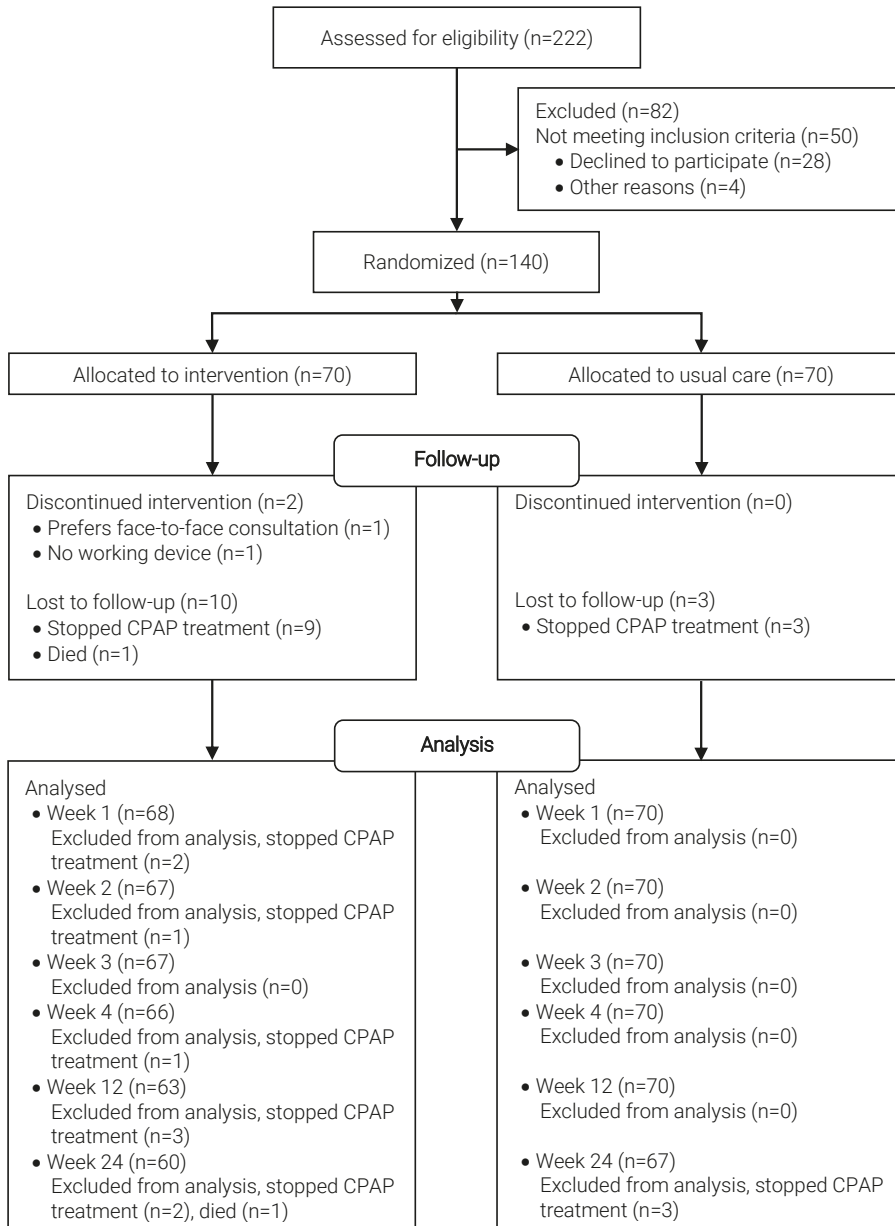 Assessed for eligibility (n=222)
Excluded (n=82)
Not meeting inclusion criteria (n=50)
• Declined to participate (n=28)
• Other reasons (n=4)
Randomized (n=140)
Allocated to intervention (n=70)
Allocated to usual care (n=70)
Follow-up
Discontinued intervention (n=2)
• Prefers face-to-face consultation (n=1)
• No working device (n=1)
Lost to follow-up (n=10)
• Stopped CPAP treatment (n=9)
• Died (n=1)
Discontinued intervention (n=0)
Lost to follow-up (n=3)
• Stopped CPAP treatment (n=3)
Analysis
Analysed
• Week 1 (n=68)
Excluded from analysis, stopped CPAP
treatment (n=2)
• Week 2 (n=67)
Excluded from analysis, stopped CPAP
treatment (n=1)
• Week 3 (n=67)
Excluded from analysis (n=0)
• Week 4 (n=66)
Excluded from analysis, stopped CPAP
treatment (n=1)
• Week 12 (n=63)
Excluded from analysis, stopped CPAP
treatment (n=3)
• Week 24 (n=60)
Excluded from analysis, stopped CPAP
treatment (n=2), died (n=1)
Analysed
• Week 1 (n=70)
Excluded from analysis (n=0)
• Week 2 (n=70)
Excluded from analysis (n=0)
• Week 3 (n=70)
Excluded from analysis (n=0)
• Week 4 (n=70)
Excluded from analysis (n=0)
• Week 12 (n=70)
Excluded from analysis (n=0)
• Week 24 (n=67)
Excluded from analysis, stopped CPAP
treatment (n=3)